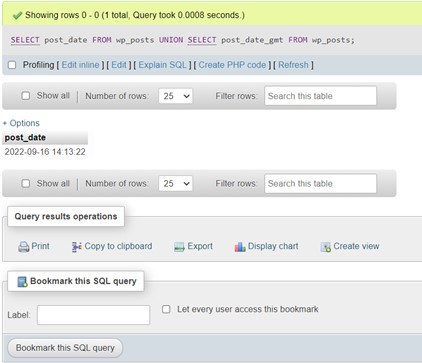 Showing rows 0 - 0 (1 total, Query took 0.0008 seconds.)
SELECT post_date FROM wp_posts UNION SELECT post_date_gmt FROM wp_posts;
Profiling [ Edit inline ] [ Edit ] [ Explain SQL ] [ Create PHP code ] [ Refresh ]
Show all Number of rows: 25 Filter rows: Search this table
+ Options
post_date
2022-09-16 14:13:22
Show all Number of rows: 25 Filter rows: Search this table
Query results operations
Print Copy to clipboard Export Display chart Create view
Bookmark this SQL query
Label: Let every user access this bookmark
Bookmark this SQL query